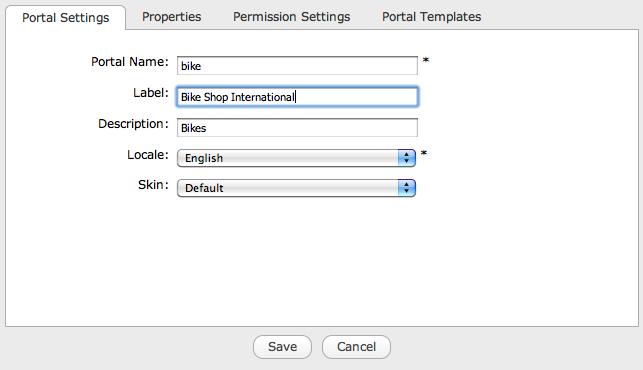 Portal Settings Properties Permission Settings Portal Templates
Portal Name: bike *
Label: Bike Shop International
Description: Bikes
Locale: English *
Skin: Default
Save Cancel